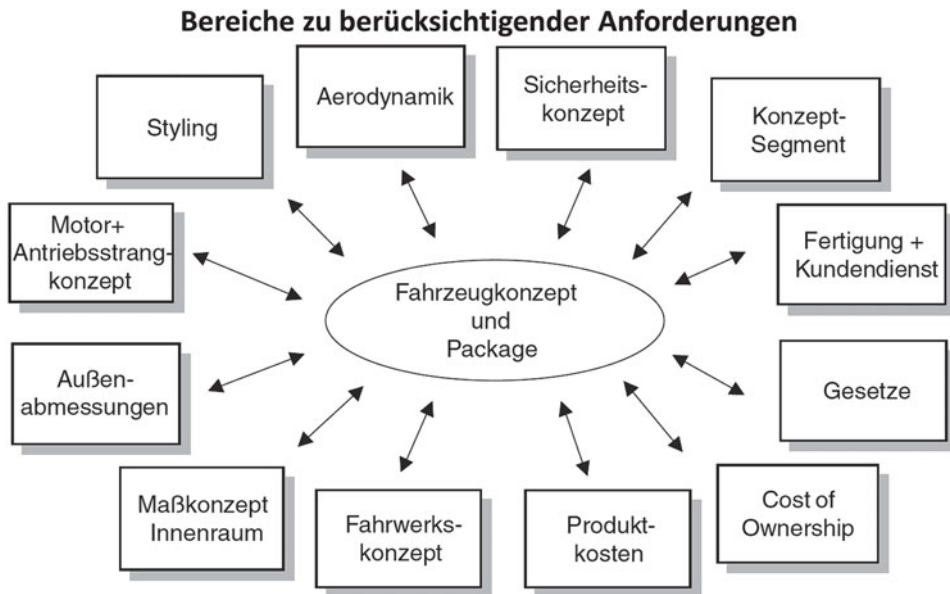 Bereiche zu berücksichtigender Anforderungen
Styling
Aerodynamik
Sicherheits-
konzept
Konzept-
Segment
Motor+
Antriebsstrang-
konzept
Fahrzeugkonzept
und
Package
Fertigung +
Kundendienst
Außen-
abmessungen
Gesetze
Maßkonzept
Innenraum
Fahrwerks-
konzept
Produkt-
kosten
Cost of
Ownership